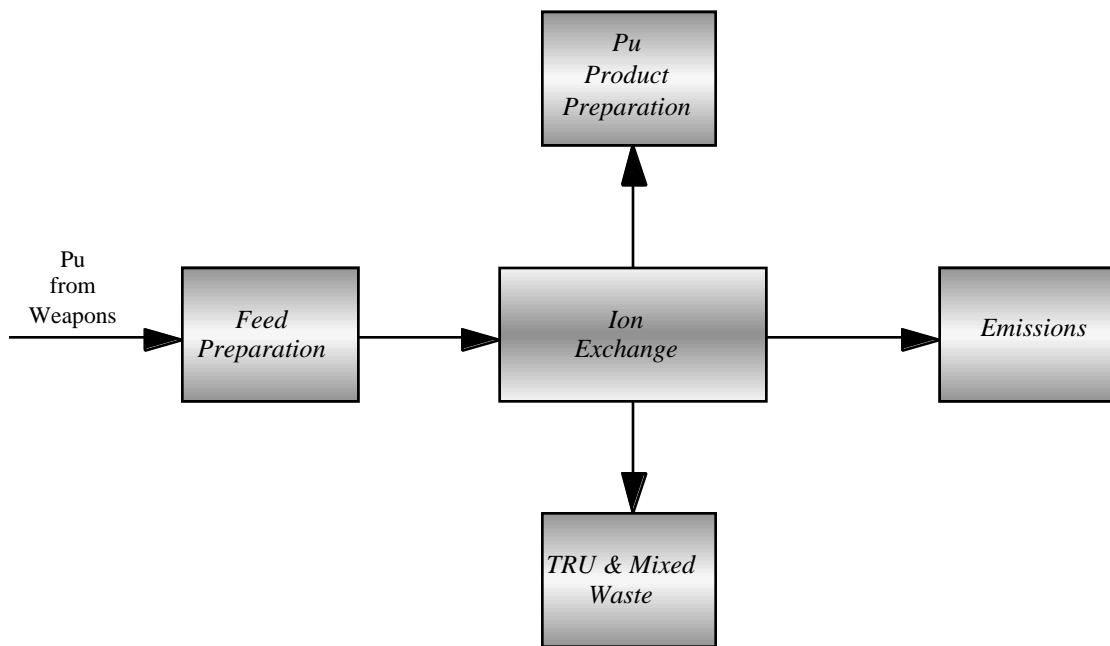 Pu
Product
Preparation
Pu
from
Weapons
Feed
Preparation
Ion
Exchange
Emissions
TRU & Mixed
Waste